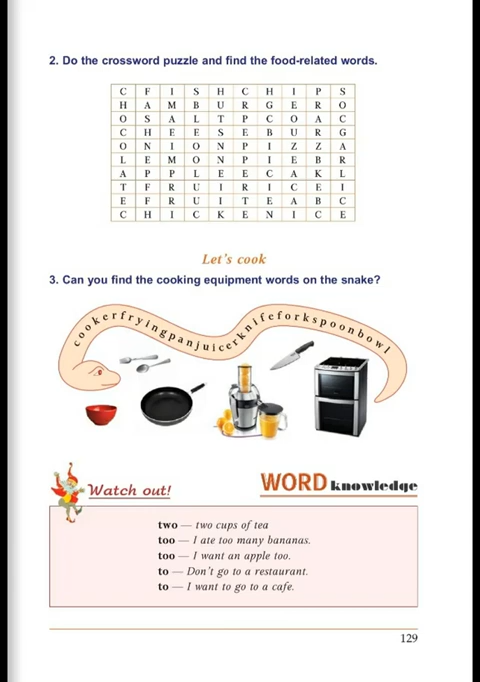 2. Do the crossword puzzle and find the food-related words.
C F I S H C H I P S
H A M B U R G E R O
O S A L T P C O A C
C H E E S E B U R G
O N I O N P I Z Z A
L E M O N P I E B R
A P P L E E C A K L
T F R U I R I C E I
E F R U I T E A B C
C H I C K E N I C E
Let's cook
3. Can you find the cooking equipment words on the snake?
cookerfryingpanjuicerknifeforkspoonbowl
Watch out!
WORD knowledge
two — two cups of tea
too — I ate too many bananas.
too — I want an apple too.
to — Don't go to a restaurant.
to — I want to go to a cafe.
129